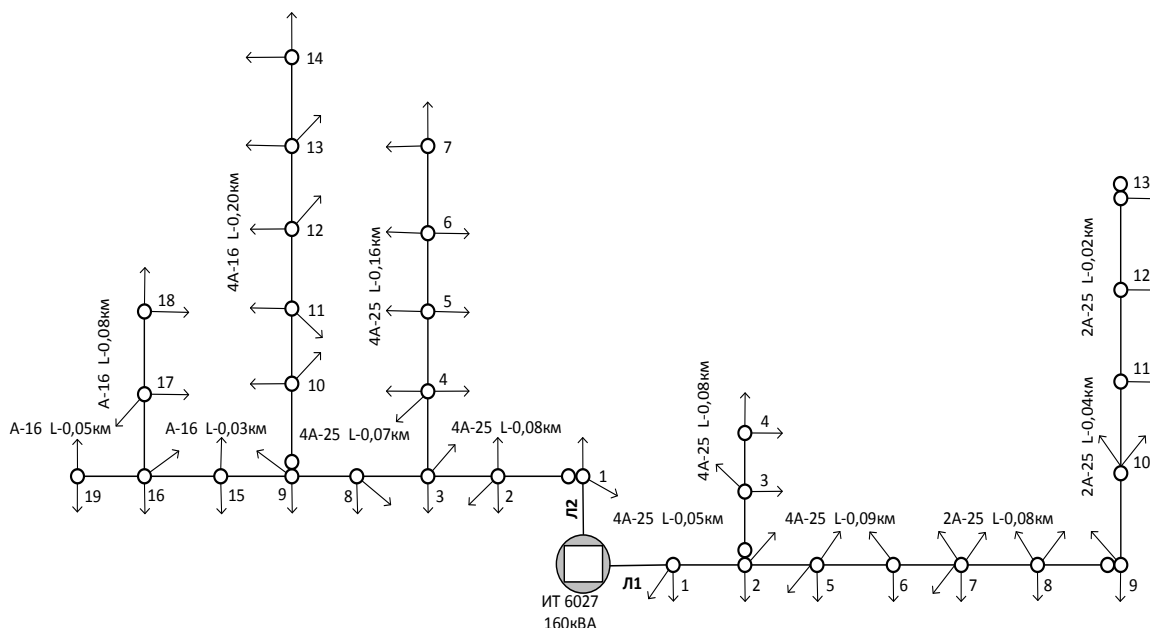 14
13
4А-16 L-0,20км
12
11
10
7
6
4А-25 L-0,16км
5
4
18
А-16 L-0,08км
17
А-16 L-0,05км
А-16 L-0,03км
4А-25 L-0,07км
4А-25 L-0,08км
19
16
15
9
8
3
2
1
Л2
13
2А-25 L-0,02км
12
11
2А-25 L-0,04км
10
4
4А-25 L-0,08км
3
4А-25 L-0,05км
4А-25 L-0,09км
2А-25 L-0,08км
Л1
1
2
5
6
7
8
9
ИТ 6027
160кВА